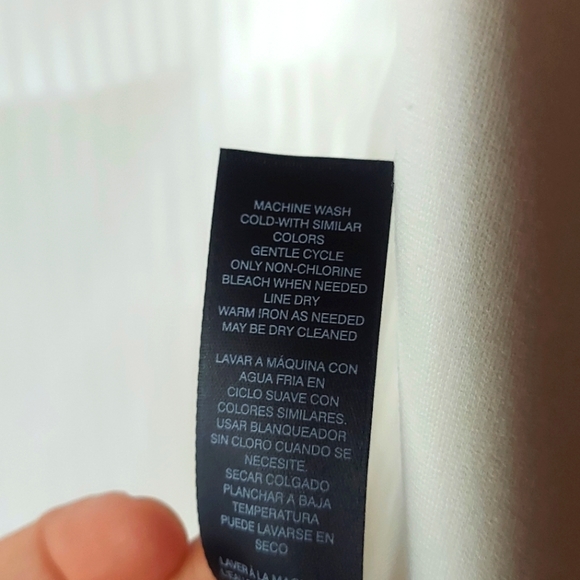 MACHINE WASH
COLD-WITH SIMILAR
COLORS
GENTLE CYCLE
ONLY NON-CHLORINE
BLEACH WHEN NEEDED
LINE DRY
WARM IRON AS NEEDED
MAY BE DRY CLEANED
LAVAR A MÁQUINA CON
AGUA FRIA EN
CICLO SUAVE CON
COLORES SIMILARES.
USAR BLANQUEADOR
SIN CLORO CUANDO SE
NECESITE.
SECAR COLGADO
PLANCHAR A BAJA
TEMPERATURA
PUEDE LAVARSE EN
SECO
LAVER À LA